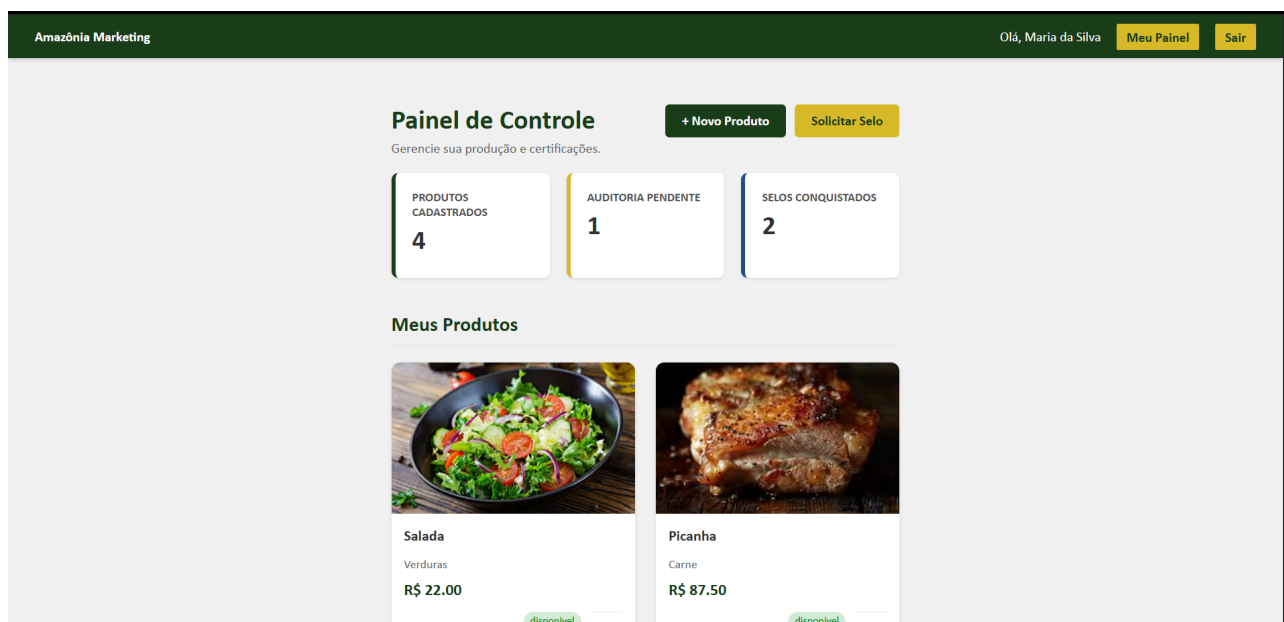 Amazônia Marketing
Olá, Maria da Silva
Meu Painel
Sair
Painel de Controle
+ Novo Produto
Solicitar Selo
Gerencie sua produção e certificações.
PRODUTOS
CADASTRADOS
4
AUDITORIA PENDENTE
1
SELOS CONQUISTADOS
2
Meus Produtos
Salada
Verduras
R$ 22.00
disponível
Picanha
Carne
R$ 87.50
disponível